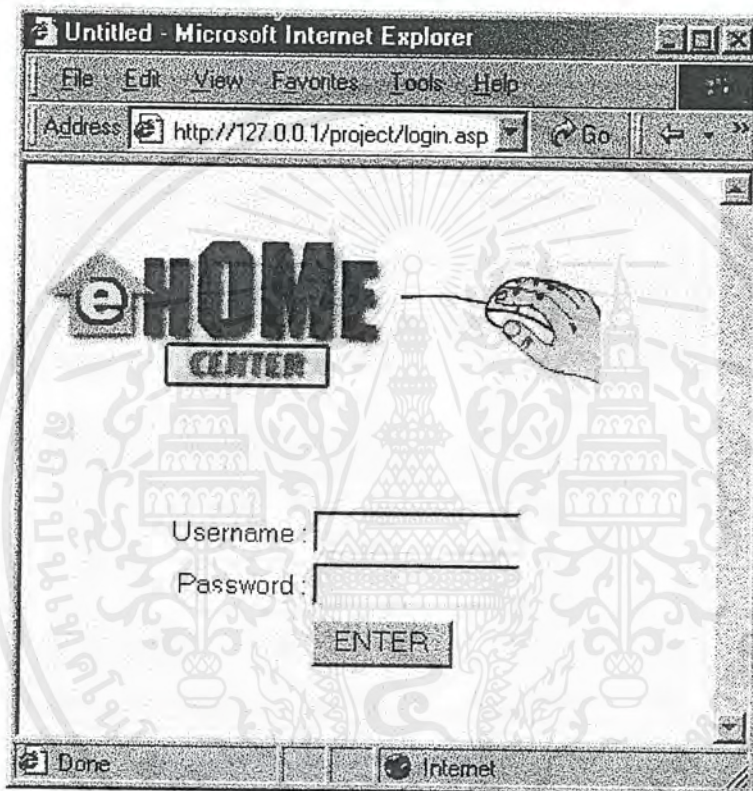 Untitled - Microsoft Internet Explorer
File Edit View Favorites Tools Help
Address http://127.0.0.1/project/login.asp Go »
e HOME
CENTER
Username :
Password :
ENTER
Done Internet